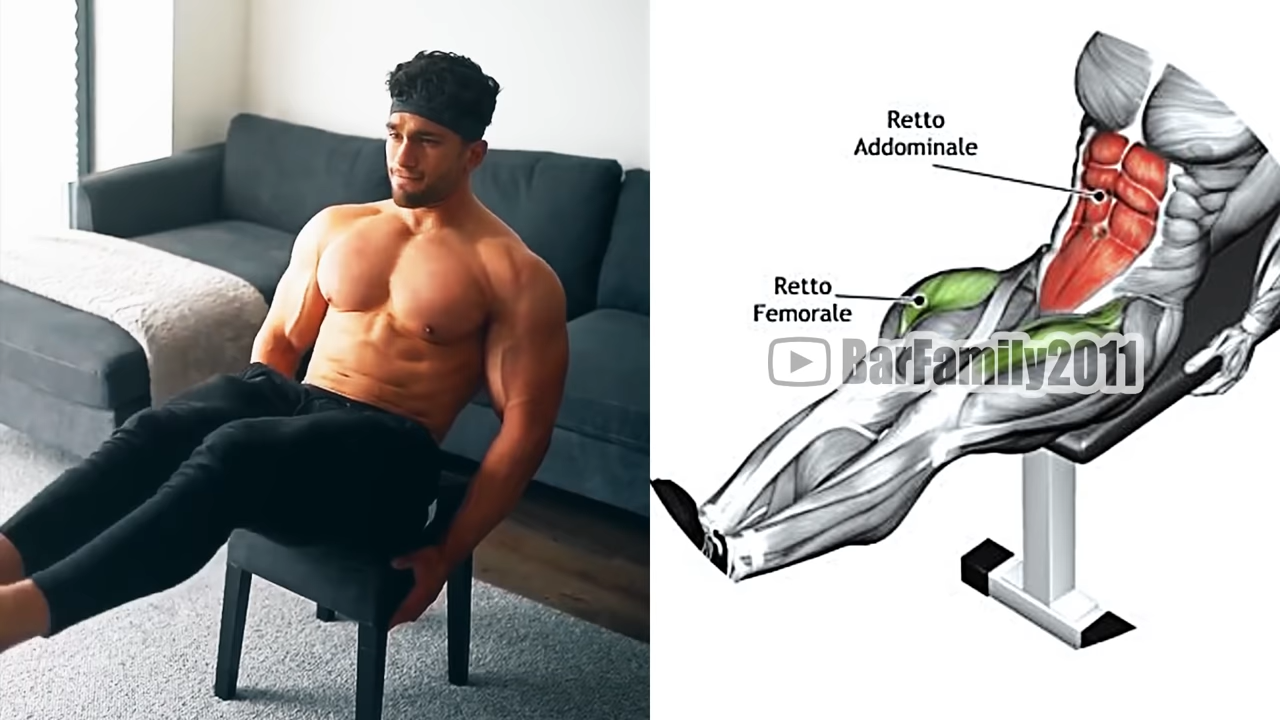 Retto
Addominale
Retto
Femorale
BarFamily2011